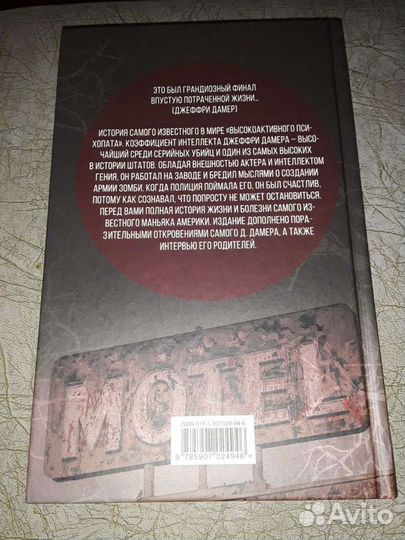 ЭТО БЫЛ ГРАНДИОЗНЫЙ ФИНАЛ
ВПУСТУЮ ПОТРАЧЕННОЙ ЖИЗНИ...
(ДЖЕФФРИ ДАМЕР)
ИСТОРИЯ САМОГО ИЗВЕСТНОГО В МИРЕ «ВЫСОКОАКТИВНОГО ПСИ-
ХОПАТА». КОЭФФИЦИЕНТ ИНТЕЛЛЕКТА ДЖЕФФРИ ДАМЕРА – ВЫСО-
ЧАЙШИЙ СРЕДИ СЕРИЙНЫХ УБИЙЦ И ОДИН ИЗ САМЫХ ВЫСОКИХ
В ИСТОРИИ ШТАТОВ. ОБЛАДАЯ ВНЕШНОСТЬЮ АКТЕРА И ИНТЕЛЛЕКТОМ
ГЕНИЯ, ОН РАБОТАЛ НА ЗАВОДЕ И БРЕДИЛ МЫСЛЯМИ О СОЗДАНИИ
АРМИИ ЗОМБИ. КОГДА ПОЛИЦИЯ ПОЙМАЛА ЕГО, ОН БЫЛ СЧАСТЛИВ,
ПОТОМУ КАК СОЗНАВАЛ, ЧТО ПОПРОСТУ НЕ МОЖЕТ ОСТАНОВИТЬСЯ.
ПЕРЕД ВАМИ ПОЛНАЯ ИСТОРИЯ ЖИЗНИ И БОЛЕЗНИ САМОГО ИЗ-
ВЕСТНОГО МАНЬЯКА АМЕРИКИ. ИЗДАНИЕ ДОПОЛНЕНО ПОРА-
ЗИТЕЛЬНЫМИ ОТКРОВЕНИЯМИ САМОГО Д. ДАМЕРА, А ТАКЖЕ
ИНТЕРВЬЮ ЕГО РОДИТЕЛЕЙ.
MOTEL
ISBN 978-5-907024-94-6
9 785907 024946 >
Avito